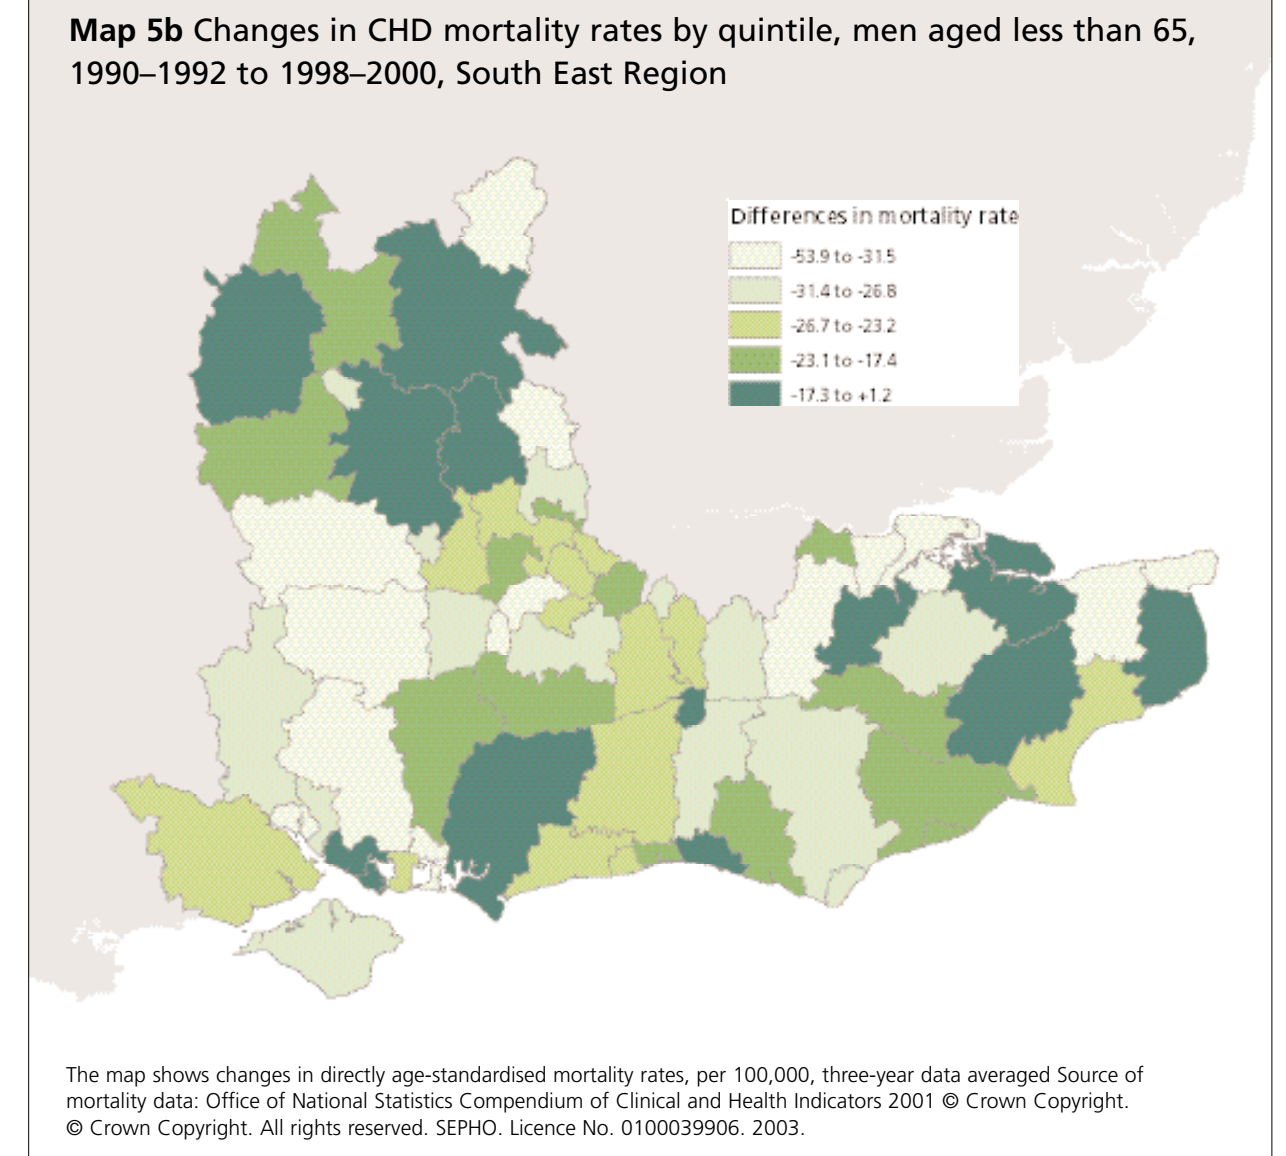 Map 5b Changes in CHD mortality rates by quintile, men aged less than 65,
1990–1992 to 1998–2000, South East Region
Differences in mortality rate
-53.9 to -31.5
-31.4 to -26.8
-26.7 to -23.2
-23.1 to -17.4
-17.3 to +1.2
The map shows changes in directly age-standardised mortality rates, per 100,000, three-year data averaged Source of
mortality data: Office of National Statistics Compendium of Clinical and Health Indicators 2001 © Crown Copyright.
© Crown Copyright. All rights reserved. SEPHO. Licence No. 0100039906. 2003.